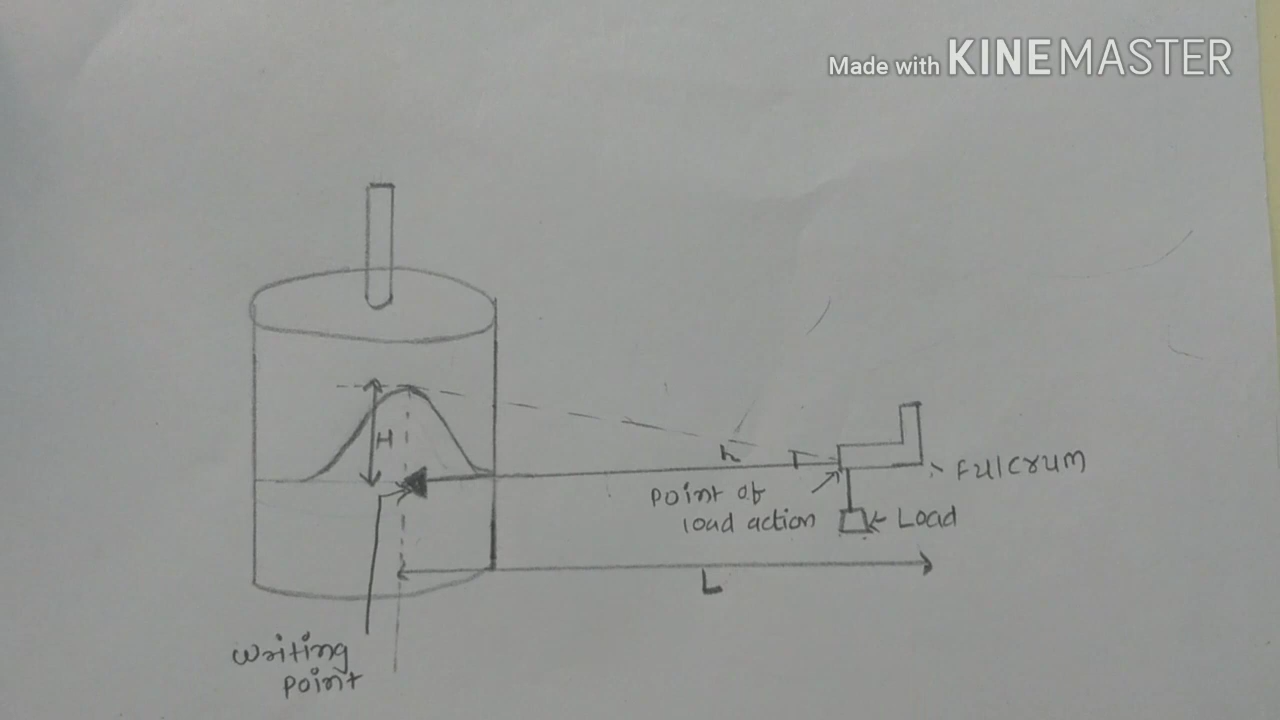 Made with KINEMASTER
H
h
Point of
load action
Fulcrum
Load
L
Writing
Point